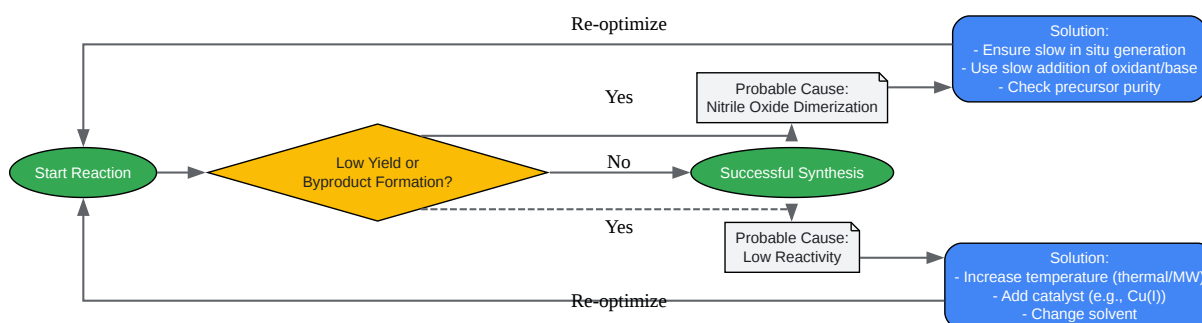 Re-optimize
Solution:
- Ensure slow in situ generation
- Use slow addition of oxidant/base
- Check precursor purity
Yes
Probable Cause:
Nitrile Oxide Dimerization
Start Reaction
Low Yield or
Byproduct Formation?
No
Successful Synthesis
Yes
Probable Cause:
Low Reactivity
Solution:
- Increase temperature (thermal/MW)
- Add catalyst (e.g., Cu(I))
- Change solvent
Re-optimize